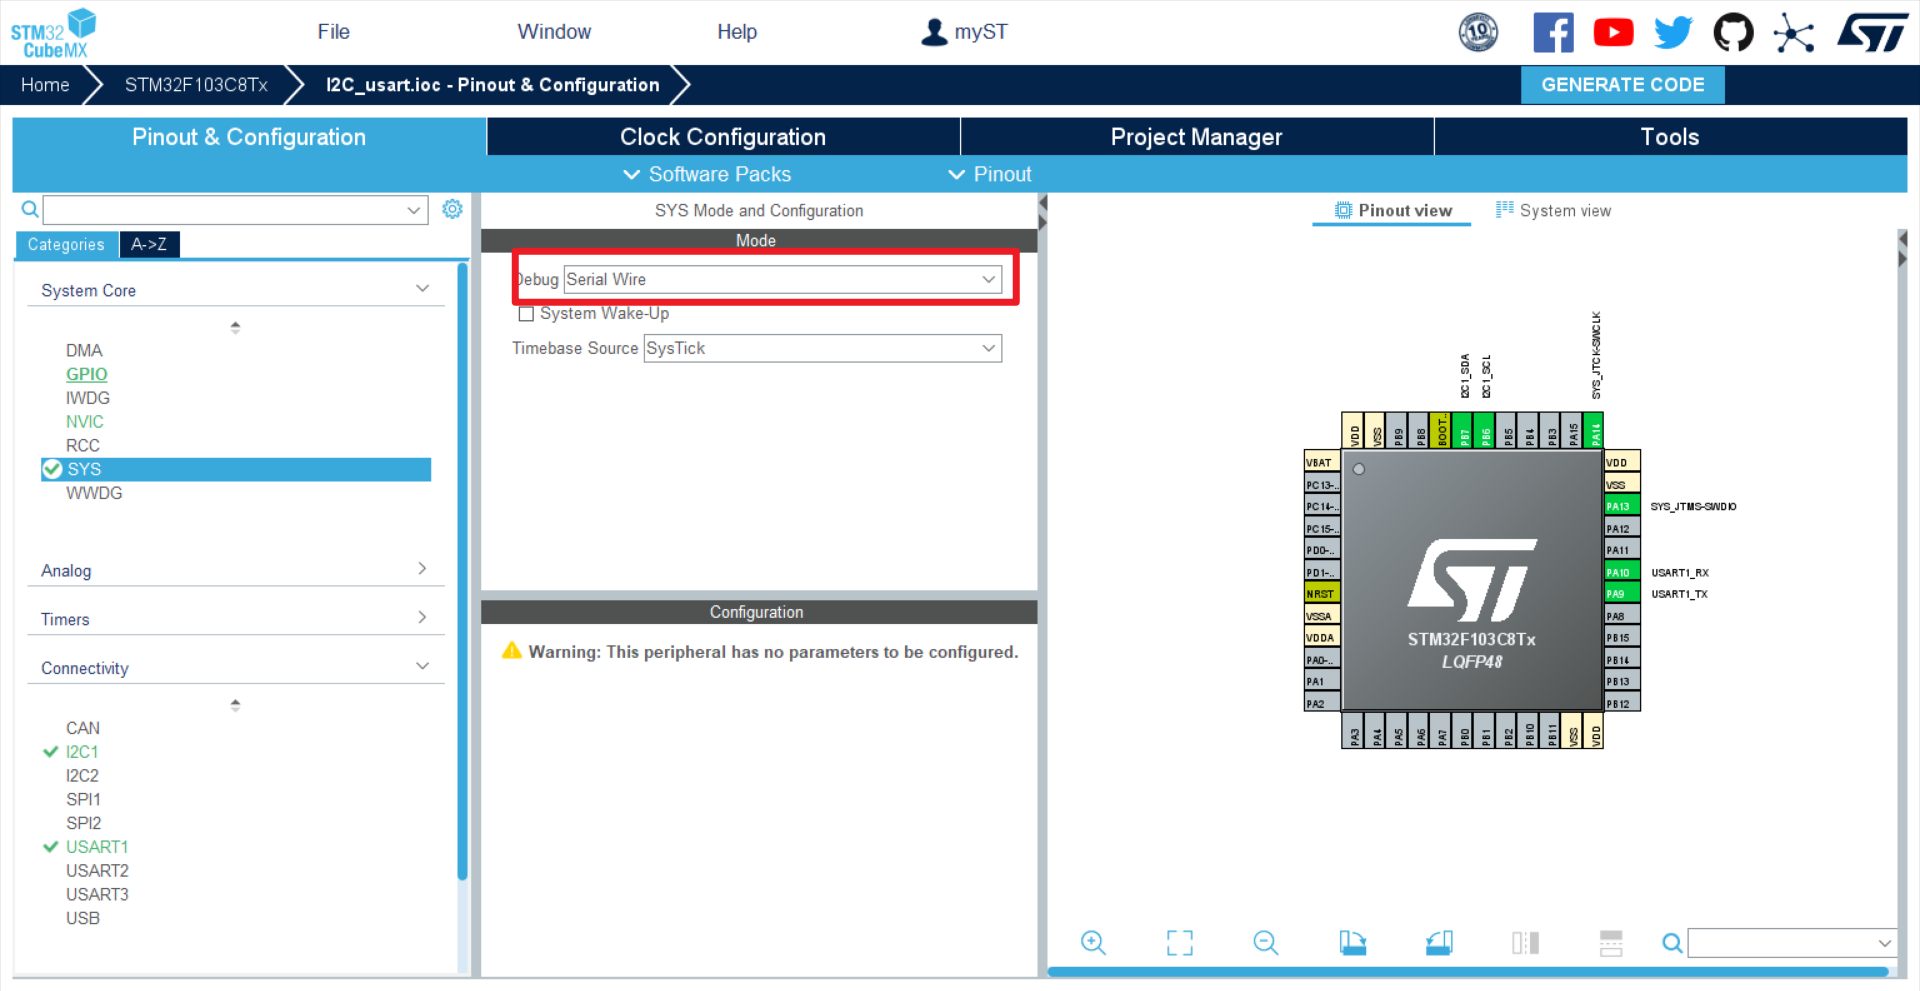 STM32
CubeMX
File
Window
Help
myST
10
Home
STM32F103C8Tx
I2C_usart.ioc - Pinout & Configuration
GENERATE CODE
Pinout & Configuration
Clock Configuration
Project Manager
Tools
Software Packs
Pinout
Categories
A->Z
System Core
DMA
GPIO
IWDG
NVIC
RCC
SYS
WWDG
Analog
Timers
Connectivity
CAN
I2C1
I2C2
SPI1
SPI2
USART1
USART2
USART3
USB
SYS Mode and Configuration
Mode
Debug Serial Wire
System Wake-Up
Timebase Source SysTick
Configuration
Warning: This peripheral has no parameters to be configured.
Pinout view
System view
I2C1_SDA
I2C1_SCL
SYS_JTCK-SWCLK
VDD
VSS
PB9
PB8
BOOT..
PB7
PB6
PB5
PB4
PB3
PA15
PA14
VBAT
PC13-..
PC14-..
PC15-..
PD0-..
PD1-..
NRST
VSSA
VDDA
PA0-..
PA1
PA2
VDD
VSS
PA13 SYS_JTMS-SWDIO
PA12
PA11
PA10 USART1_RX
PA9 USART1_TX
PA8
PB15
PB14
PB13
PB12
STM32F103C8Tx
LQFP48
PA3
PA4
PA5
PA6
PA7
PB0
PB1
PB2
PB10
PB11
VSS
VDD